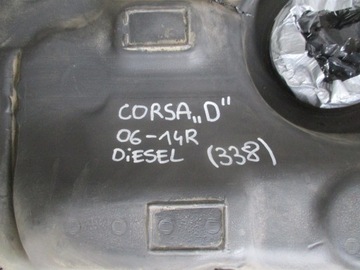 CORSA„D"
06-14R
DiESEL (338)